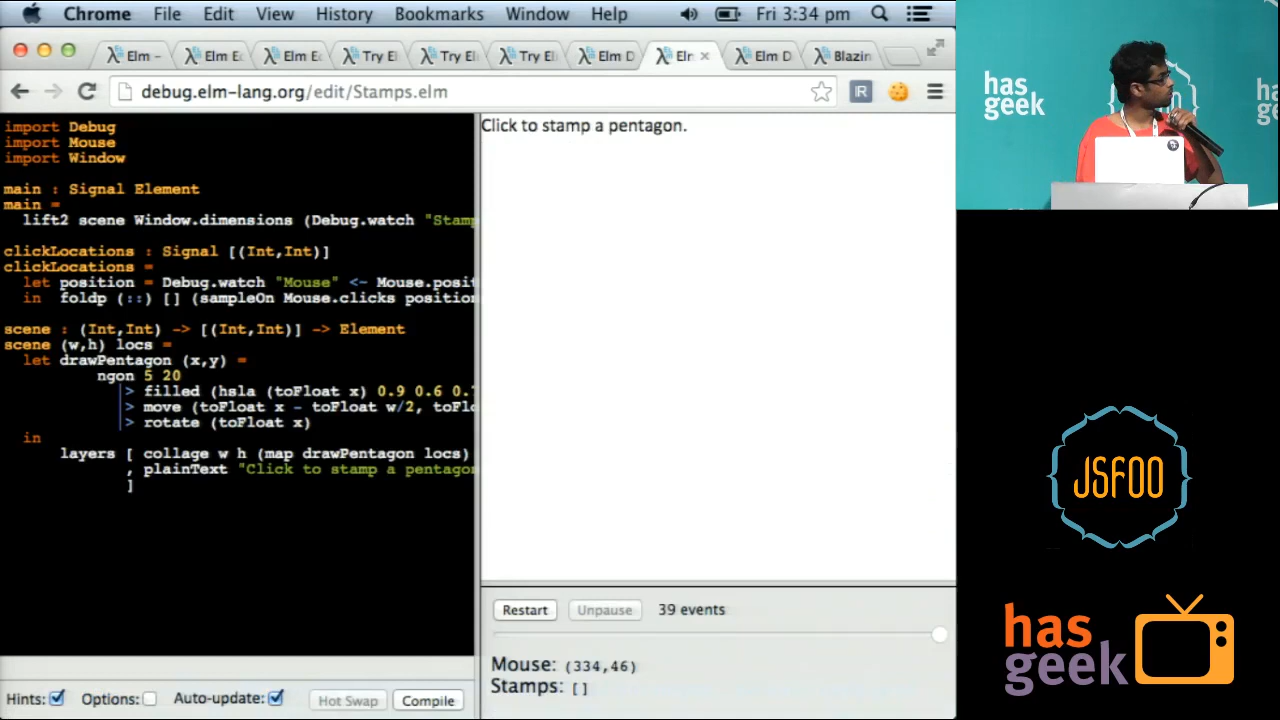 Chrome File Edit View History Bookmarks Window Help Fri 3:34 pm
Elm – Elm E Elm E Try E Try E Try E Elm D Elm Elm D Blazin
debug.elm-lang.org/edit/Stamps.elm
import Debug
import Mouse
import Window
main : Signal Element
main =
lift2 scene Window.dimensions (Debug.watch "Stamp
clickLocations : Signal [(Int,Int)]
clickLocations =
let position = Debug.watch "Mouse" <~ Mouse.posit
in foldp (::) [] (sampleOn Mouse.clicks position
scene : (Int,Int) -> [(Int,Int)] -> Element
scene (w,h) locs =
let drawPentagon (x,y) =
ngon 5 20
|> filled (hsla (toFloat x) 0.9 0.6 0.7
|> move (toFloat x - toFloat w/2, toFlo
|> rotate (toFloat x)
in
layers [ collage w h (map drawPentagon locs)
, plainText "Click to stamp a pentagon
]
Hints: Options: Auto-update: Hot Swap Compile
Click to stamp a pentagon.
Restart Unpause 39 events
Mouse: (334,46)
Stamps: []
has
geek
JSFOO
has
geek